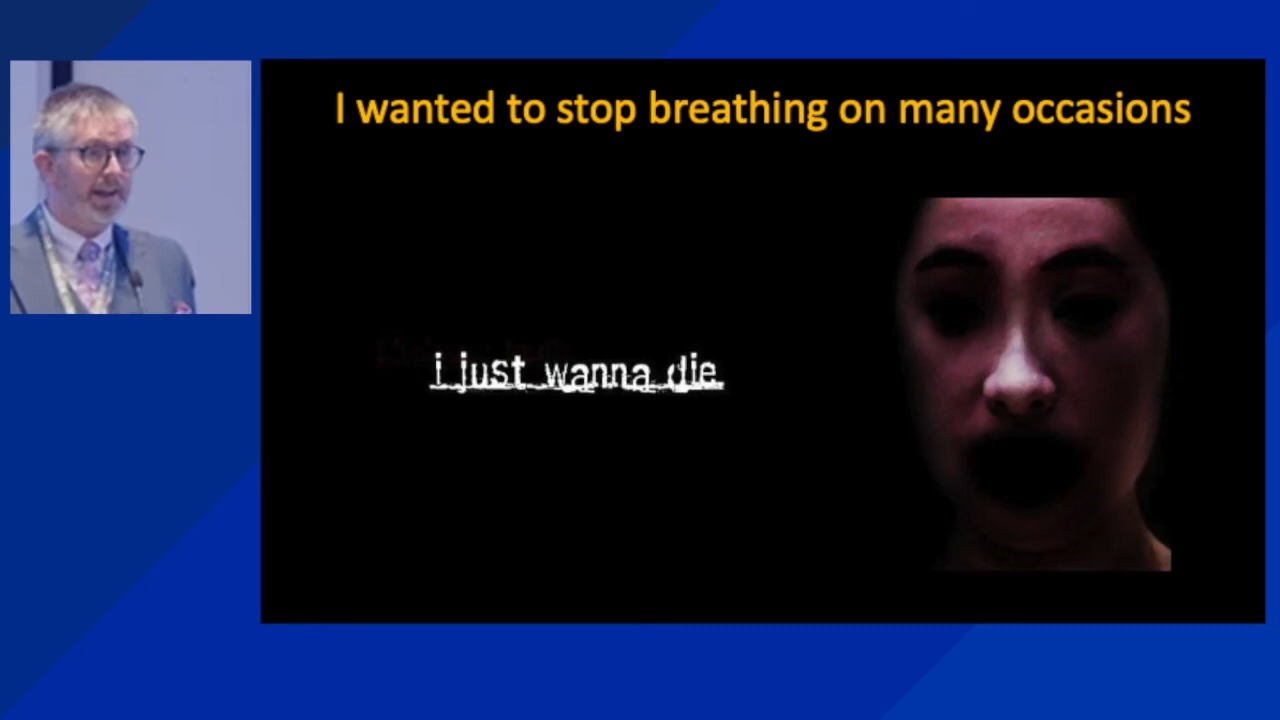 I wanted to stop breathing on many occasions
i just wanna die